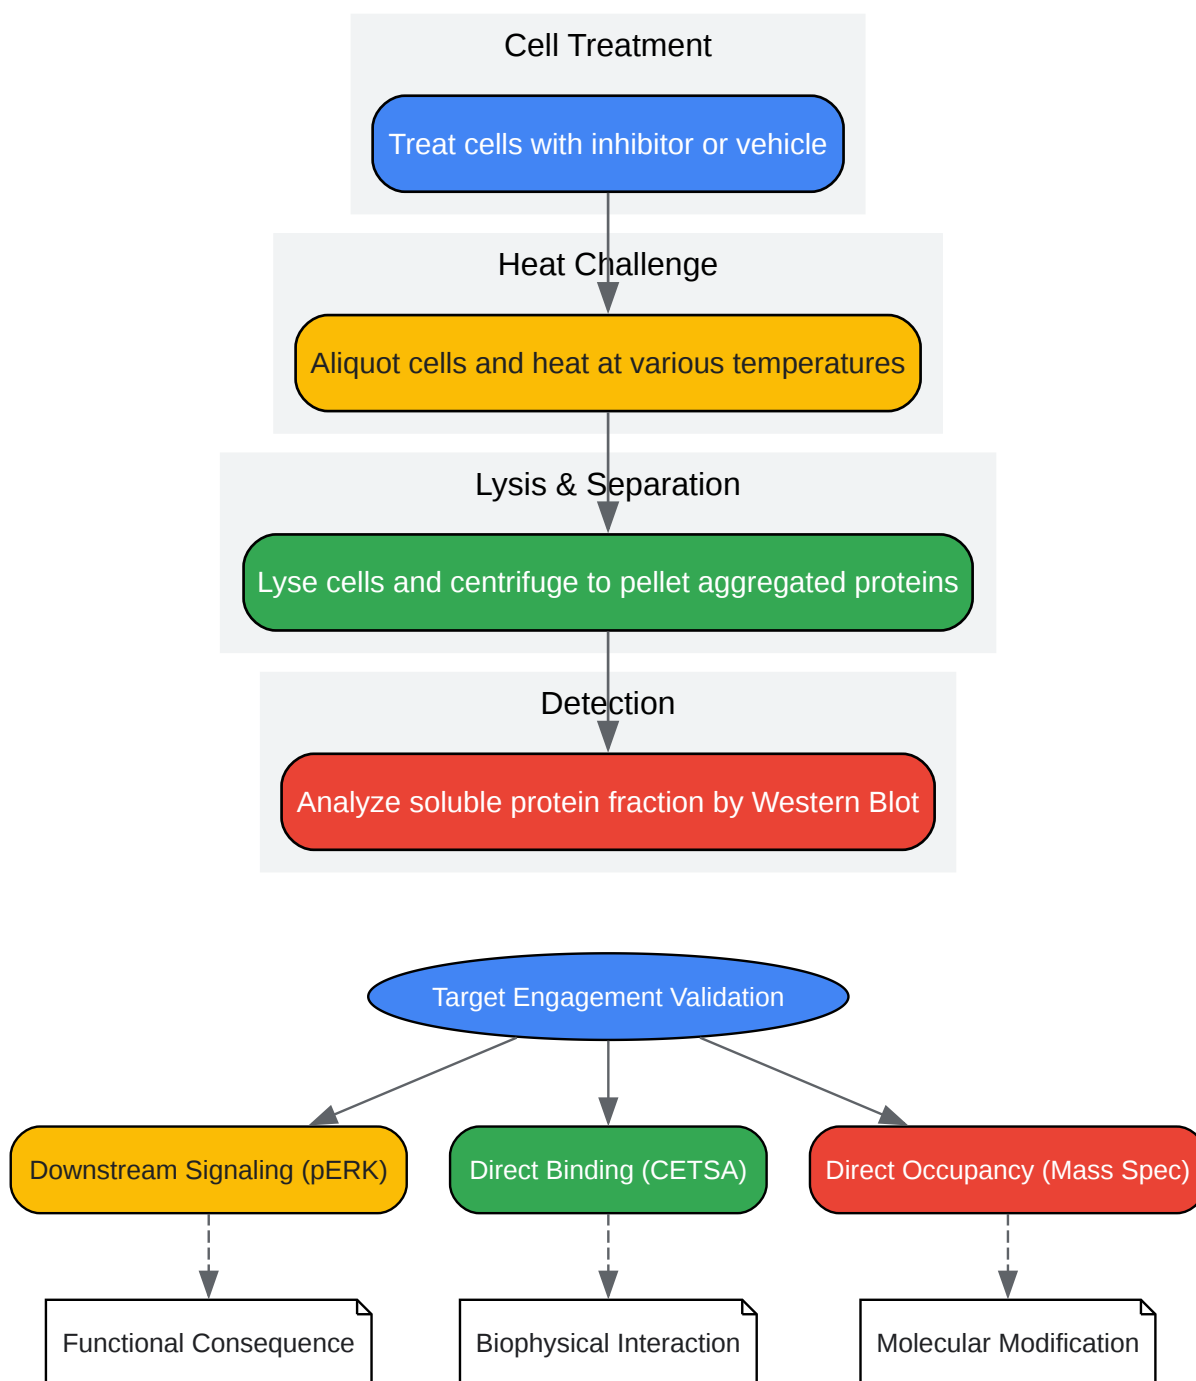 Cell Treatment
Treat cells with inhibitor or vehicle
Heat Challenge
Aliquot cells and heat at various temperatures
Lysis & Separation
Lyse cells and centrifuge to pellet aggregated proteins
Detection
Analyze soluble protein fraction by Western Blot
Target Engagement Validation
Downstream Signaling (pERK)
Direct Binding (CETSA)
Direct Occupancy (Mass Spec)
Functional Consequence
Biophysical Interaction
Molecular Modification